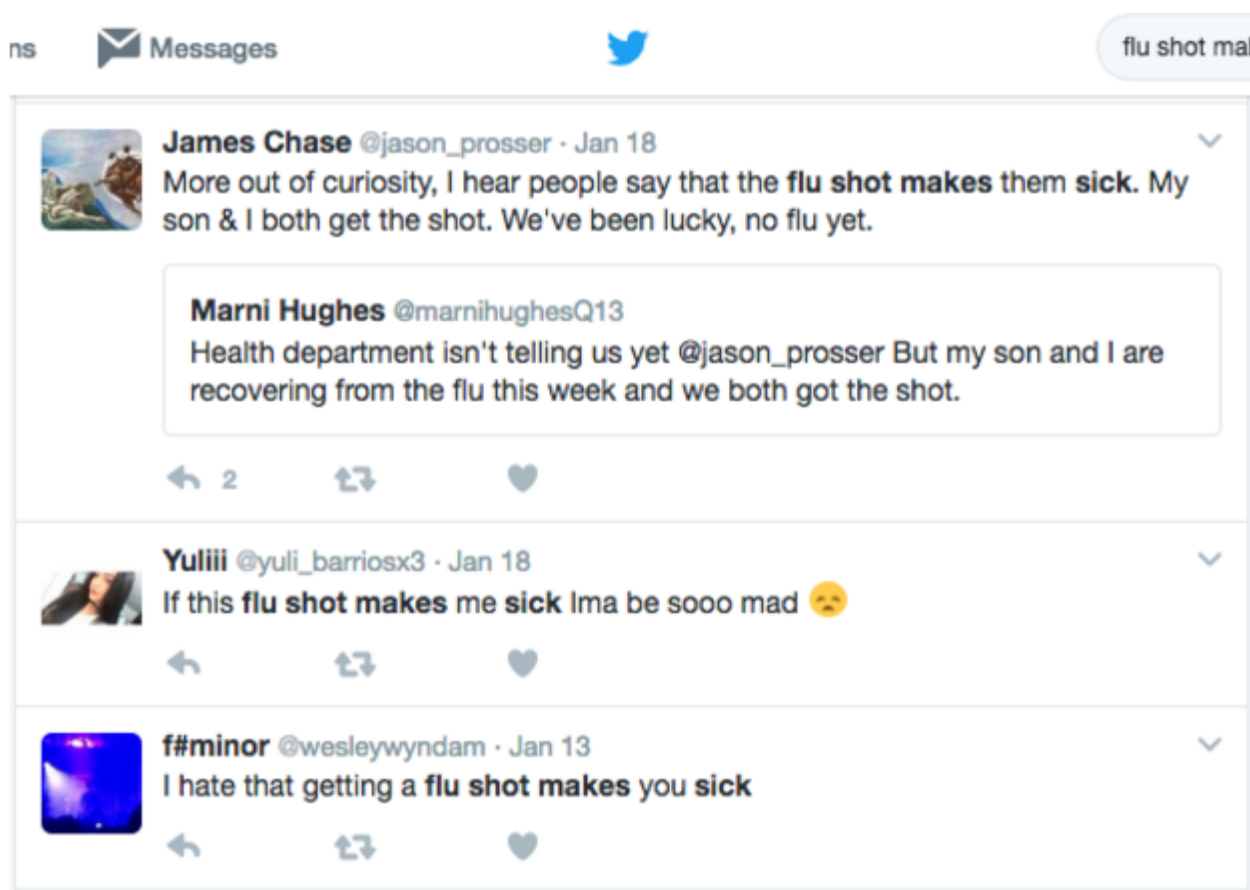 ns Messages flu shot mal
James Chase @jason_prosser · Jan 18
More out of curiosity, I hear people say that the flu shot makes them sick. My
son & I both get the shot. We've been lucky, no flu yet.
Marni Hughes @marnihughesQ13
Health department isn't telling us yet @jason_prosser But my son and I are
recovering from the flu this week and we both got the shot.
2
Yuliii @yuli_barriosx3 · Jan 18
If this flu shot makes me sick Ima be sooo mad 😞
f#minor @wesleywyndam · Jan 13
I hate that getting a flu shot makes you sick